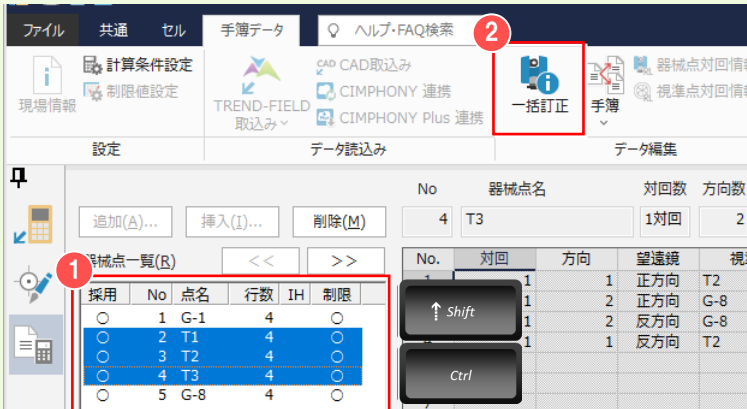 ファイル 共通 セル 手簿データ ヘルプ・FAQ検索
2
現場情報
計算条件設定
制限値設定
設定
TREND-FIELD
取込み
CAD CAD取込み
CIMPHONY 連携
CIMPHONY Plus 連携
データ読込み
一括訂正
手簿
器械点対回情報
視準点対回情報
データ編集
No 器械点名 対回数 方向数
追加(A)... 挿入(I)... 削除(M) 4 T3 1対回 2
1
器械点一覧(R) << >>
採用 No 点名 行数 IH 制限
○ 1 G-1 4 ○
○ 2 T1 4 ○
○ 3 T2 4 ○
○ 4 T3 4 ○
○ 5 G-8 4 ○
No. 対回 方向 望遠鏡 視
1 1 1 正方向 T2
1 2 正方向 G-8
1 2 反方向 G-8
1 1 反方向 T2
↑ Shift
Ctrl
7